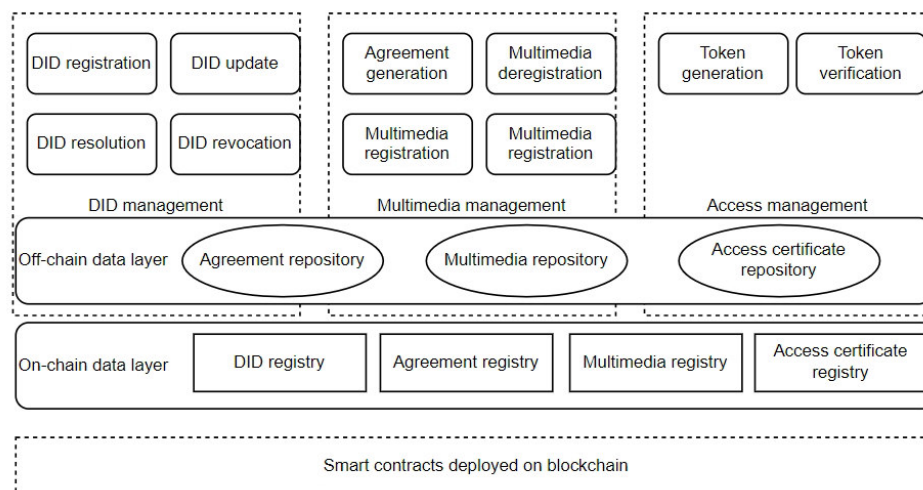 DID registration
DID update
DID resolution
DID revocation
DID management
Agreement
generation
Multimedia
deregistration
Multimedia
registration
Multimedia
registration
Multimedia management
Token
generation
Token
verification
Access management
Off-chain data layer
Agreement repository
Multimedia repository
Access certificate
repository
On-chain data layer
DID registry
Agreement registry
Multimedia registry
Access certificate
registry
Smart contracts deployed on blockchain